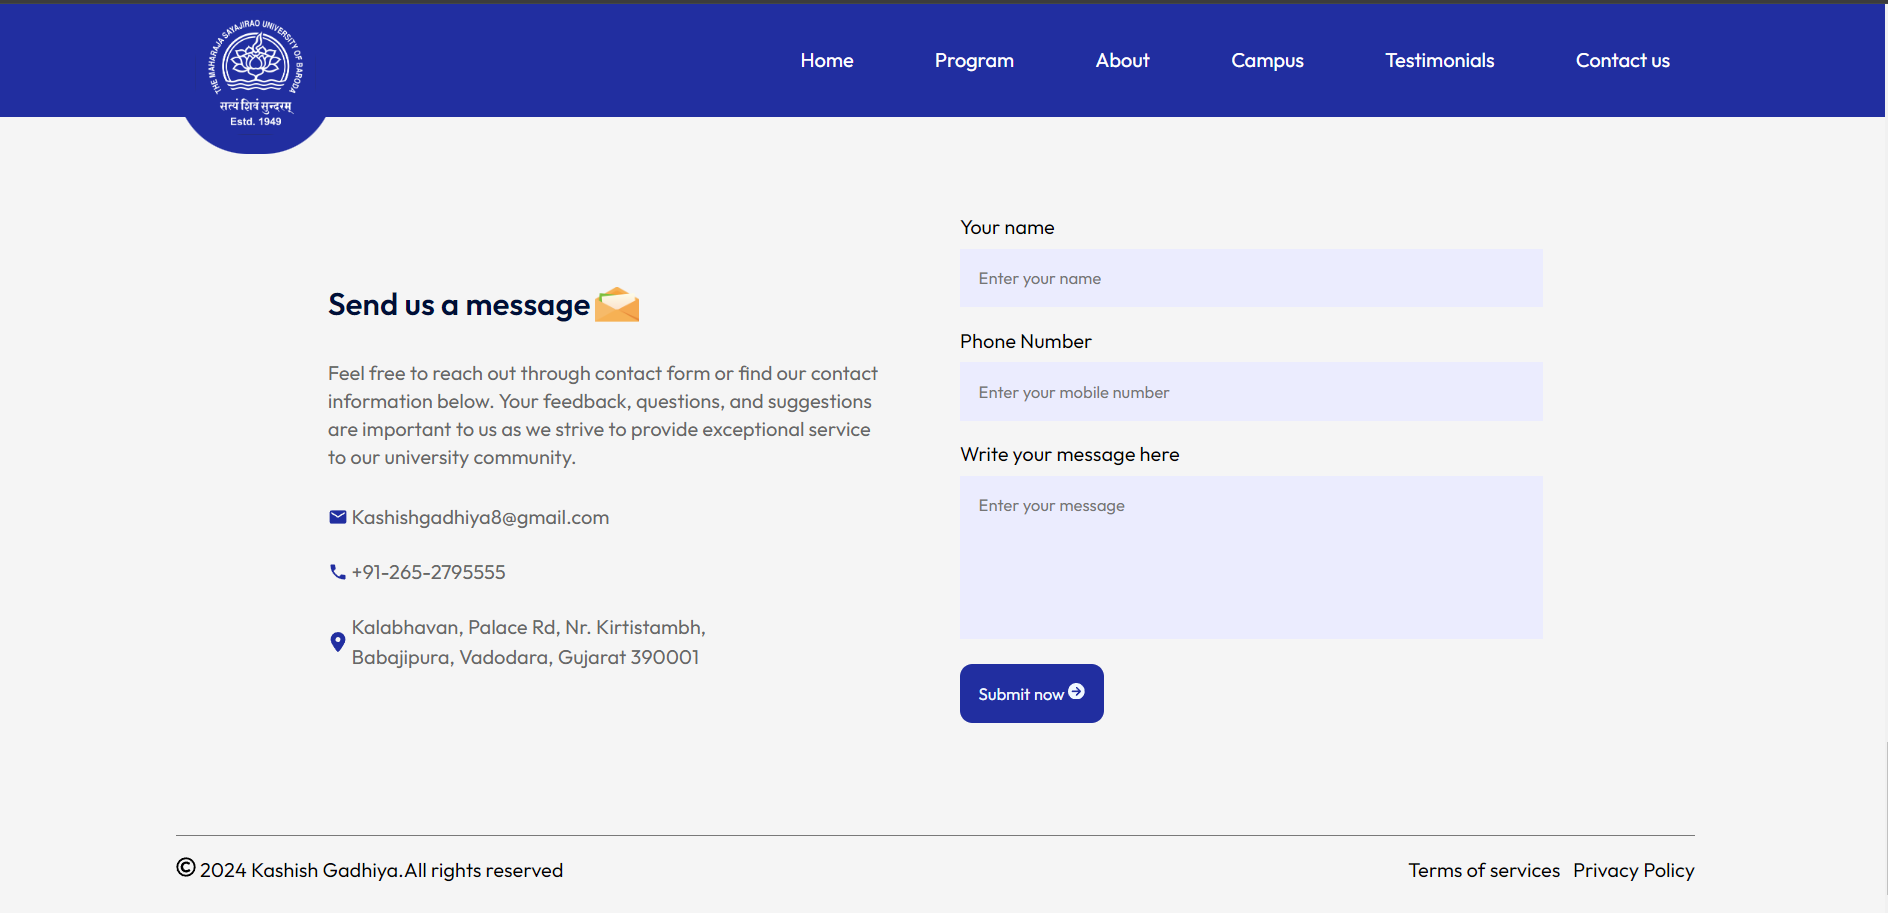 THE MAHARAJA SAYAJIRAO UNIVERSITY OF BARODA
सत्यं शिवं सुन्दरम्
Estd. 1949
Home
Program
About
Campus
Testimonials
Contact us
Send us a message
Feel free to reach out through contact form or find our contact
information below. Your feedback, questions, and suggestions
are important to us as we strive to provide exceptional service
to our university community.
Kashishgadhiya8@gmail.com
+91-265-2795555
Kalabhavan, Palace Rd, Nr. Kirtistambh,
Babajipura, Vadodara, Gujarat 390001
Your name
Enter your name
Phone Number
Enter your mobile number
Write your message here
Enter your message
Submit now
© 2024 Kashish Gadhiya.All rights reserved
Terms of services
Privacy Policy